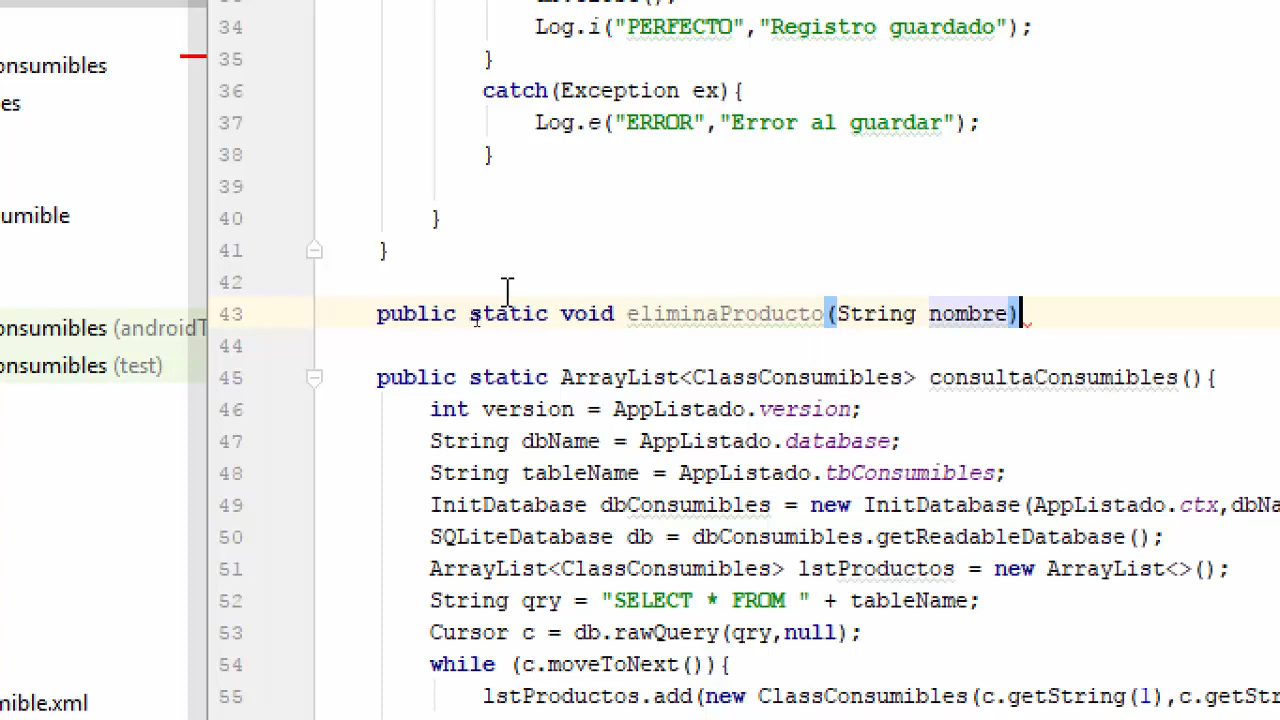 onsumibles
es
umible
onsumibles (androidT
onsumibles (test)
mible.xml
34 Log.i("PERFECTO","Registro guardado");
35 }
36 catch(Exception ex){
37 Log.e("ERROR","Error al guardar");
38 }
39
40 }
41 }
42
43 public static void eliminaProducto(String nombre)
44
45 public static ArrayList<ClassConsumibles> consultaConsumibles(){
46 int version = AppListado.version;
47 String dbName = AppListado.database;
48 String tableName = AppListado.tbConsumibles;
49 InitDatabase dbConsumibles = new InitDatabase(AppListado.ctx,dbNa
50 SQLiteDatabase db = dbConsumibles.getReadableDatabase();
51 ArrayList<ClassConsumibles> lstProductos = new ArrayList<>();
52 String qry = "SELECT * FROM " + tableName;
53 Cursor c = db.rawQuery(qry,null);
54 while (c.moveToNext()){
55 lstProductos.add(new ClassConsumibles(c.getString(1),c.getStr